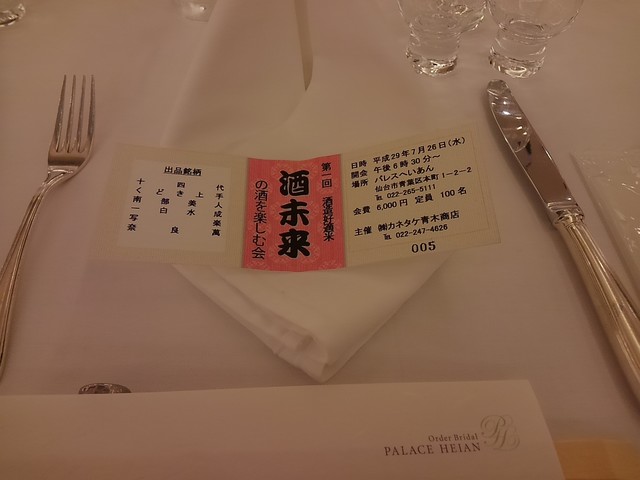 出品銘柄
十四代
くどき上手
南部美人
一白水成
写楽
奈良萬
第一回 酒造好適米
酒未来
の酒を楽しむ会
日時 平成29年7月26日(水)
開会 午後6時30分～
場所 パレスへいあん
仙台市青葉区本町1－2－2
℡ 022-265-5111
会費 6,000円 定員 100名
主催 ㈱カネタケ青木商店
℡ 022-247-4626
005
Order Bridal
PALACE HEIAN